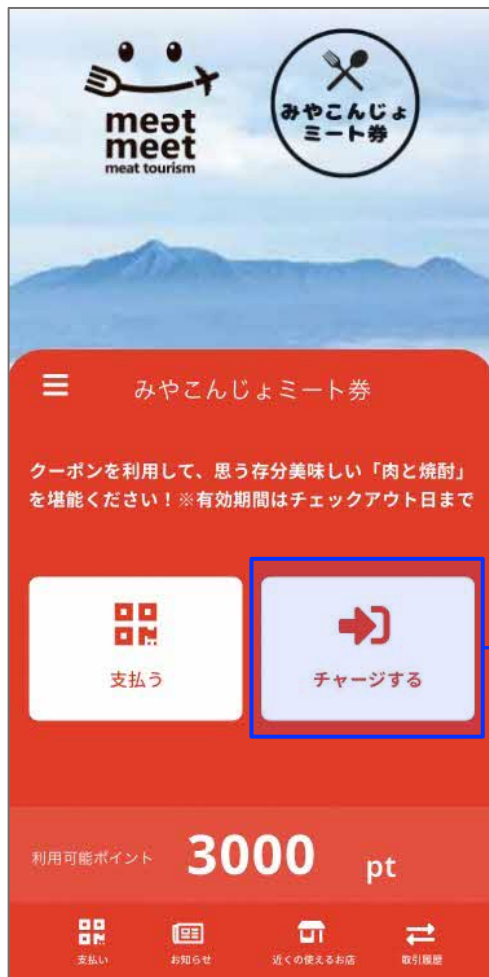 meat
meet
meat tourism
みやこんじょ
ミート券
みやこんじょミート券
クーポンを利用して、思う存分美味しい「肉と焼酎」
を堪能ください！※有効期間はチェックアウト日まで
支払う
チャージする
利用可能ポイント 3000 pt
支払い お知らせ 近くの使えるお店 取引履歴